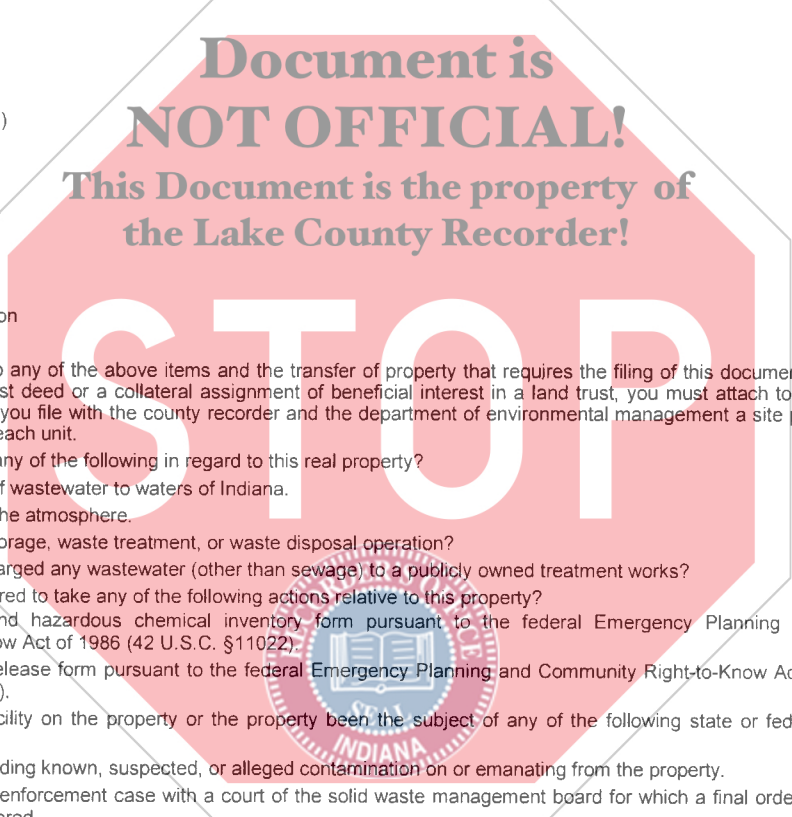 Document is
NOT OFFICIAL!
)
This Document is the property of
the Lake County Recorder!
STOP
on
any of the above items and the transfer of property that requires the filing of this documen
st deed or a collateral assignment of beneficial interest in a land trust, you must attach to
you file with the county recorder and the department of environmental management a site p
each unit.
any of the following in regard to this real property?
f wastewater to waters of Indiana.
he atmosphere.
orage, waste treatment, or waste disposal operation?
arged any wastewater (other than sewage) to a publicly owned treatment works?
red to take any of the following actions relative to this property?
nd hazardous chemical inventory form pursuant to the federal Emergency Planning
ow Act of 1986 (42 U.S.C. §11022).
elease form pursuant to the federal Emergency Planning and Community Right-to-Know Ac
).
cility on the property or the property been the subject of any of the following state or fed
ding known, suspected, or alleged contamination on or emanating from the property.
enforcement case with a court of the solid waste management board for which a final orde
ered
SEAL
INDIANA